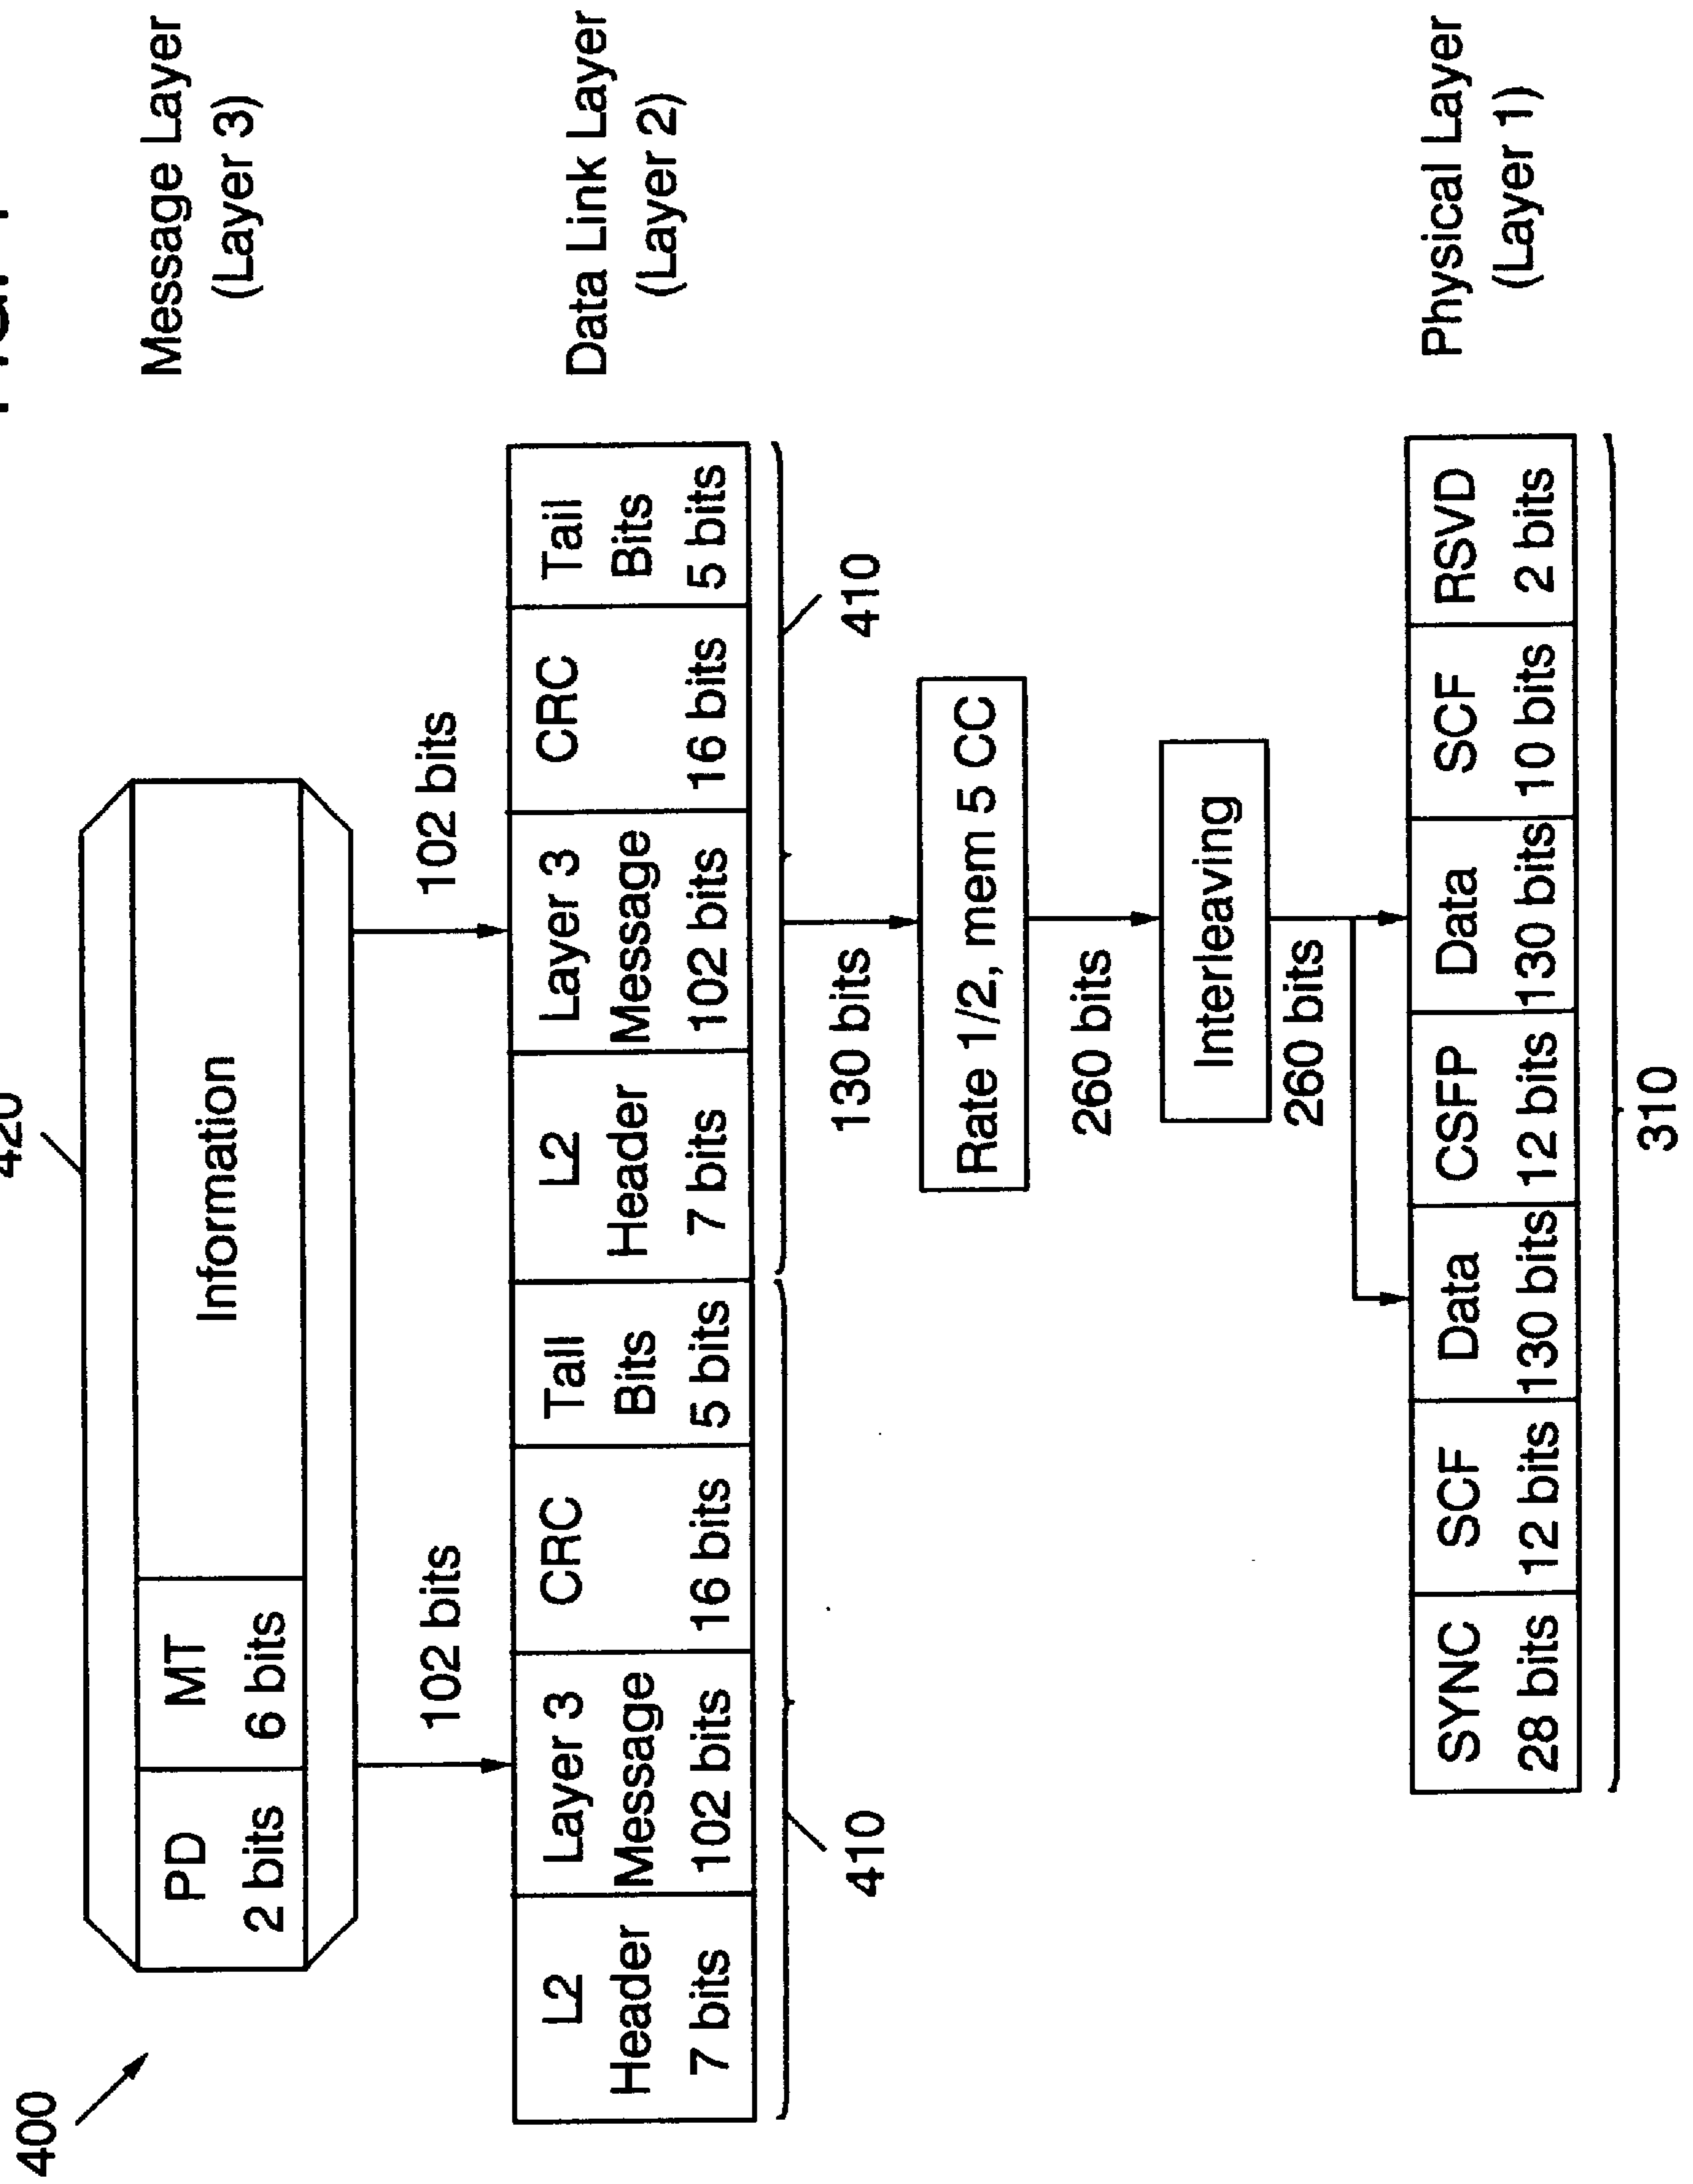 400
420
PD
2 bits
MT
6 bits
Information
Message Layer
(Layer 3)
102 bits
102 bits
L2
Header
7 bits
Layer 3
Message
102 bits
CRC
16 bits
Tail
Bits
5 bits
L2
Header
7 bits
Layer 3
Message
102 bits
CRC
16 bits
Tail
Bits
5 bits
Data Link Layer
(Layer 2)
410
410
130 bits
Rate 1/2, mem 5 CC
260 bits
Interleaving
260 bits
SYNC
28 bits
SCF
12 bits
Data
130 bits
CSFP
12 bits
Data
130 bits
SCF
10 bits
RSVD
2 bits
Physical Layer
(Layer 1)
310